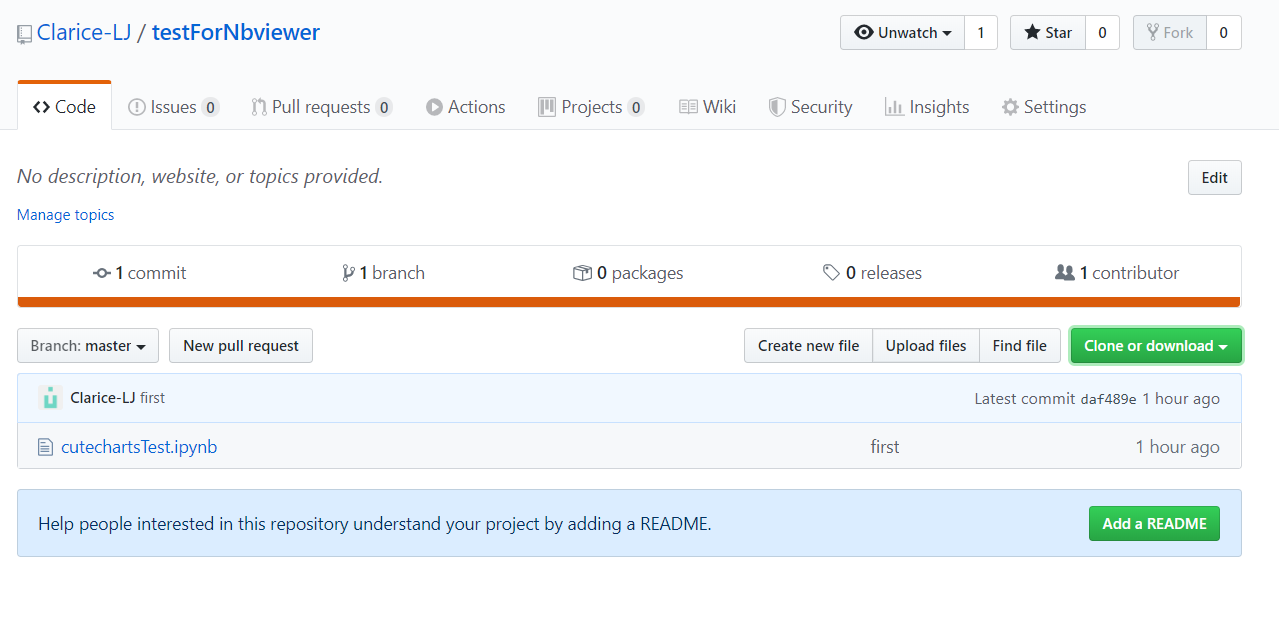 Clarice-LJ / testForNbviewer Unwatch 1 Star 0 Fork 0
Code Issues 0 Pull requests 0 Actions Projects 0 Wiki Security Insights Settings
No description, website, or topics provided. Edit
Manage topics
1 commit 1 branch 0 packages 0 releases 1 contributor
Branch: master New pull request Create new file Upload files Find file Clone or download
Clarice-LJ first Latest commit daf489e 1 hour ago
cutechartsTest.ipynb first 1 hour ago
Help people interested in this repository understand your project by adding a README. Add a README